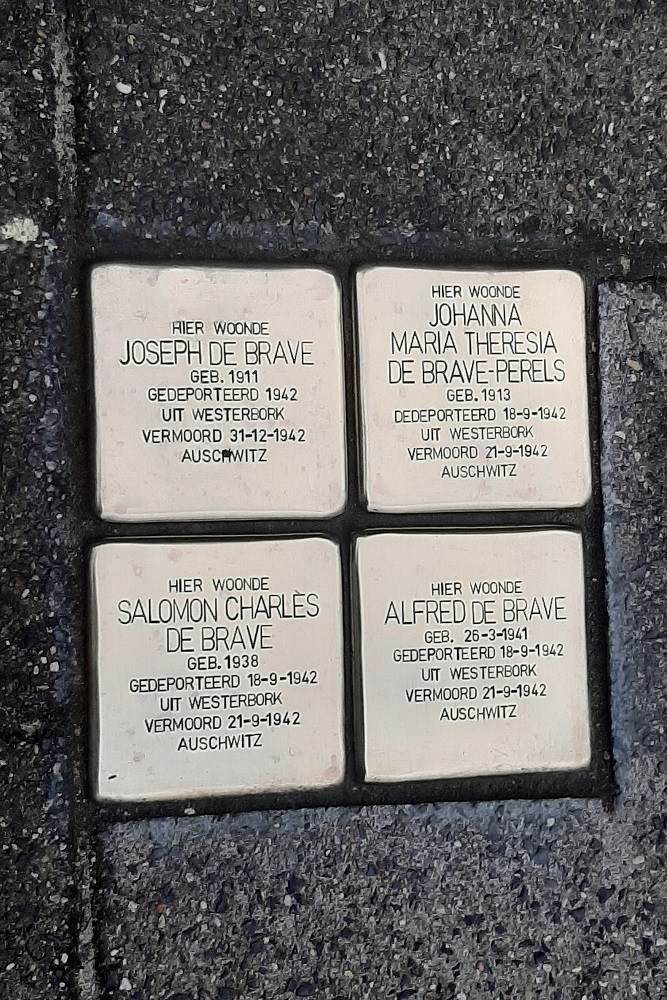 HIER WOONDE
JOSEPH DE BRAVE
GEB. 1911
GEDEPORTEERD 1942
UIT WESTERBORK
VERMOORD 31-12-1942
AUSCHWITZ
HIER WOONDE
JOHANNA
MARIA THERESIA
DE BRAVE-PERELS
GEB. 1913
DEDEPORTEERD 18-9-1942
UIT WESTERBORK
VERMOORD 21-9-1942
AUSCHWITZ
HIER WOONDE
SALOMON CHARLÈS
DE BRAVE
GEB. 1938
GEDEPORTEERD 18-9-1942
UIT WESTERBORK
VERMOORD 21-9-1942
AUSCHWITZ
HIER WOONDE
ALFRED DE BRAVE
GEB. 26-3-1941
GEDEPORTEERD 18-9-1942
UIT WESTERBORK
VERMOORD 21-9-1942
AUSCHWITZ